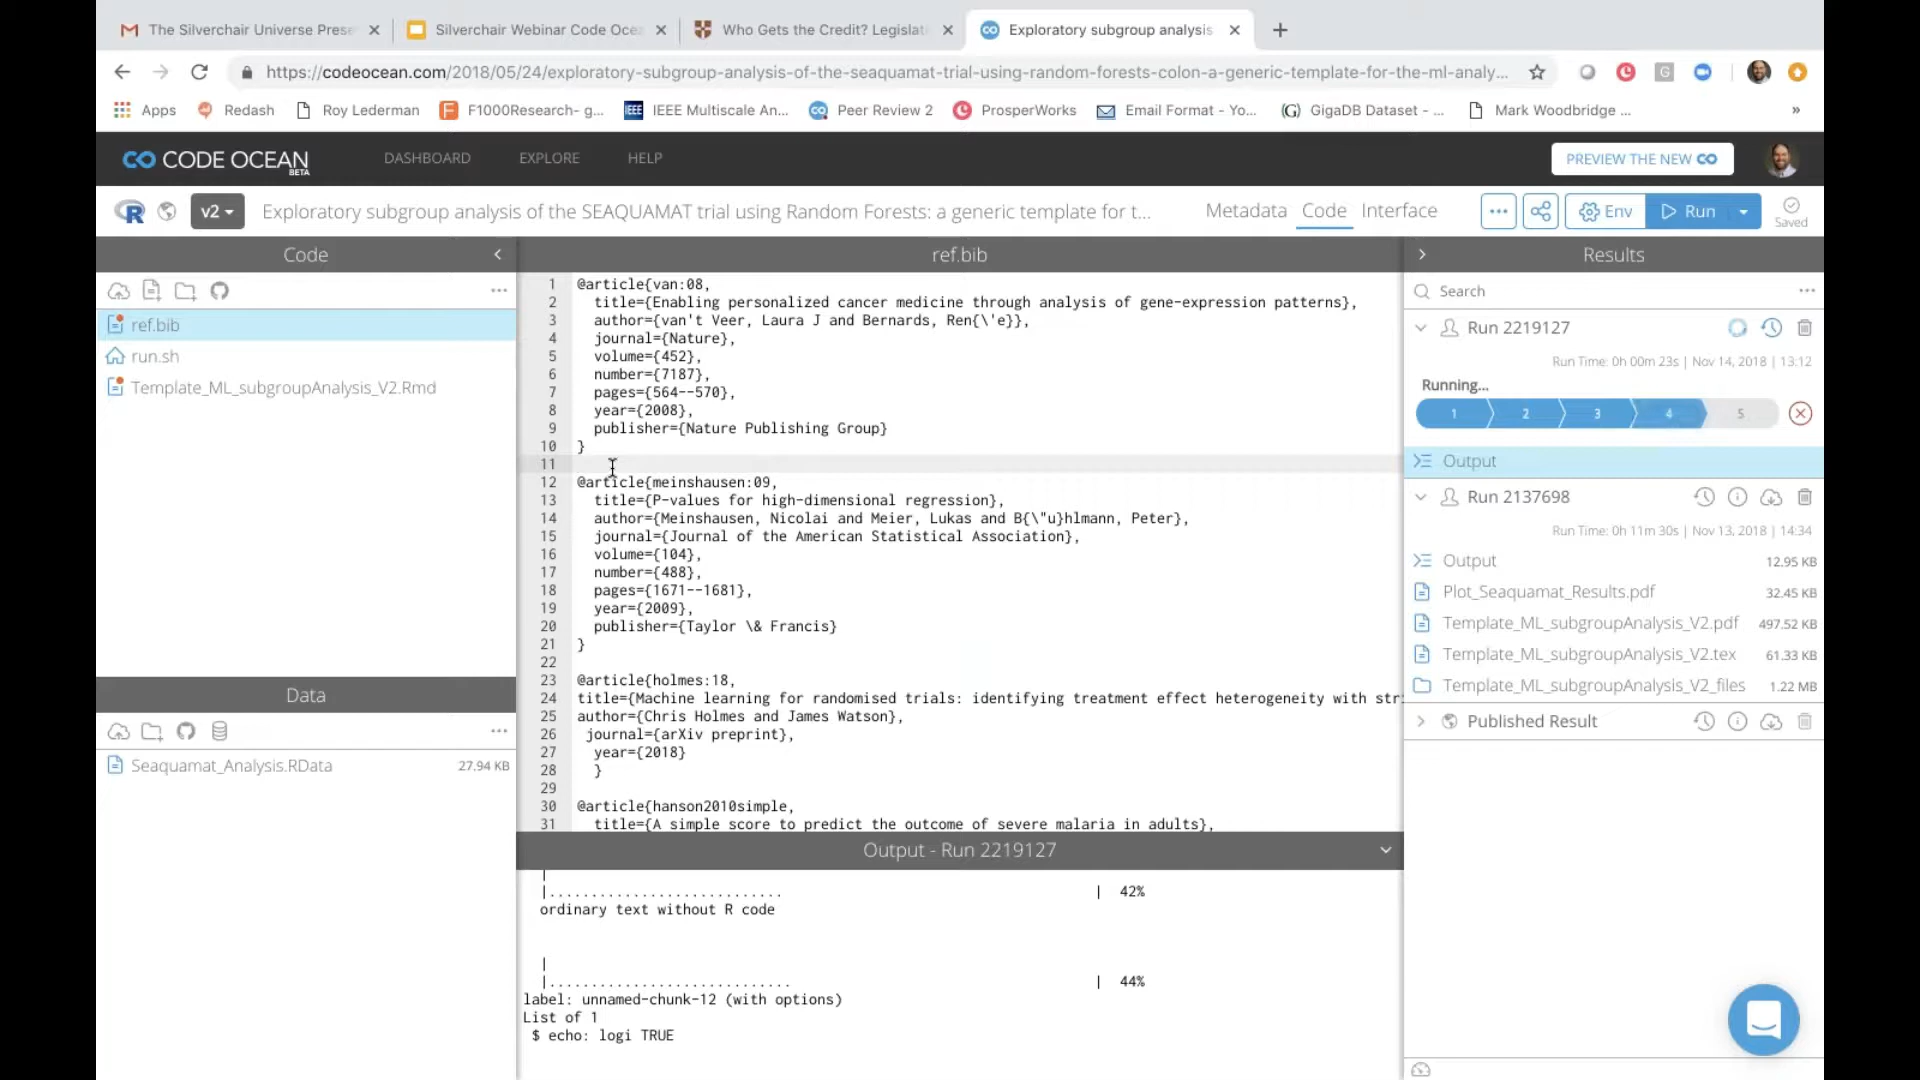 The Silverchair Universe Prese
Silverchair Webinar Code Ocea
Who Gets the Credit? Legislati
Exploratory subgroup analysis
https://codeocean.com/2018/05/24/exploratory-subgroup-analysis-of-the-seaquamat-trial-using-random-forests-colon-a-generic-template-for-the-ml-analy...
Apps
Redash
Roy Lederman
F1000Research- g...
IEEE
IEEE Multiscale An...
Peer Review 2
ProsperWorks
Email Format - Yo...
(G)
GigaDB Dataset - ...
Mark Woodbridge ...
»
CODE OCEAN
BETA
DASHBOARD
EXPLORE
HELP
PREVIEW THE NEW
R
v2
Exploratory subgroup analysis of the SEAQUAMAT trial using Random Forests: a generic template for t...
Metadata
Code
Interface
Env
Run
Saved
Code
ref.bib
run.sh
Template_ML_subgroupAnalysis_V2.Rmd
Data
Seaquamat_Analysis.RData 27.94 KB
ref.bib
1 @article{van:08,
2 title={Enabling personalized cancer medicine through analysis of gene-expression patterns},
3 author={van't Veer, Laura J and Bernards, Ren{\'e}},
4 journal={Nature},
5 volume={452},
6 number={7187},
7 pages={564--570},
8 year={2008},
9 publisher={Nature Publishing Group}
10 }
11
12 @article{meinshausen:09,
13 title={P-values for high-dimensional regression},
14 author={Meinshausen, Nicolai and Meier, Lukas and B{\"u}hlmann, Peter},
15 journal={Journal of the American Statistical Association},
16 volume={104},
17 number={488},
18 pages={1671--1681},
19 year={2009},
20 publisher={Taylor \& Francis}
21 }
22
23 @article{holmes:18,
24 title={Machine learning for randomised trials: identifying treatment effect heterogeneity with str
25 author={Chris Holmes and James Watson},
26 journal={arXiv preprint},
27 year={2018}
28 }
29
30 @article{hanson2010simple,
31 title={A simple score to predict the outcome of severe malaria in adults},
Output - Run 2219127
|
|........................... | 42%
ordinary text without R code
|
|............................ | 44%
label: unnamed-chunk-12 (with options)
List of 1
$ echo: logi TRUE
Results
Search
Run 2219127
Run Time: 0h 00m 23s | Nov 14, 2018 | 13:12
Running...
1 2 3 4 5
Output
Run 2137698
Run Time: 0h 11m 30s | Nov 13, 2018 | 14:34
Output 12.95 KB
Plot_Seaquamat_Results.pdf 32.45 KB
Template_ML_subgroupAnalysis_V2.pdf 497.52 KB
Template_ML_subgroupAnalysis_V2.tex 61.33 KB
Template_ML_subgroupAnalysis_V2_files 1.22 MB
Published Result